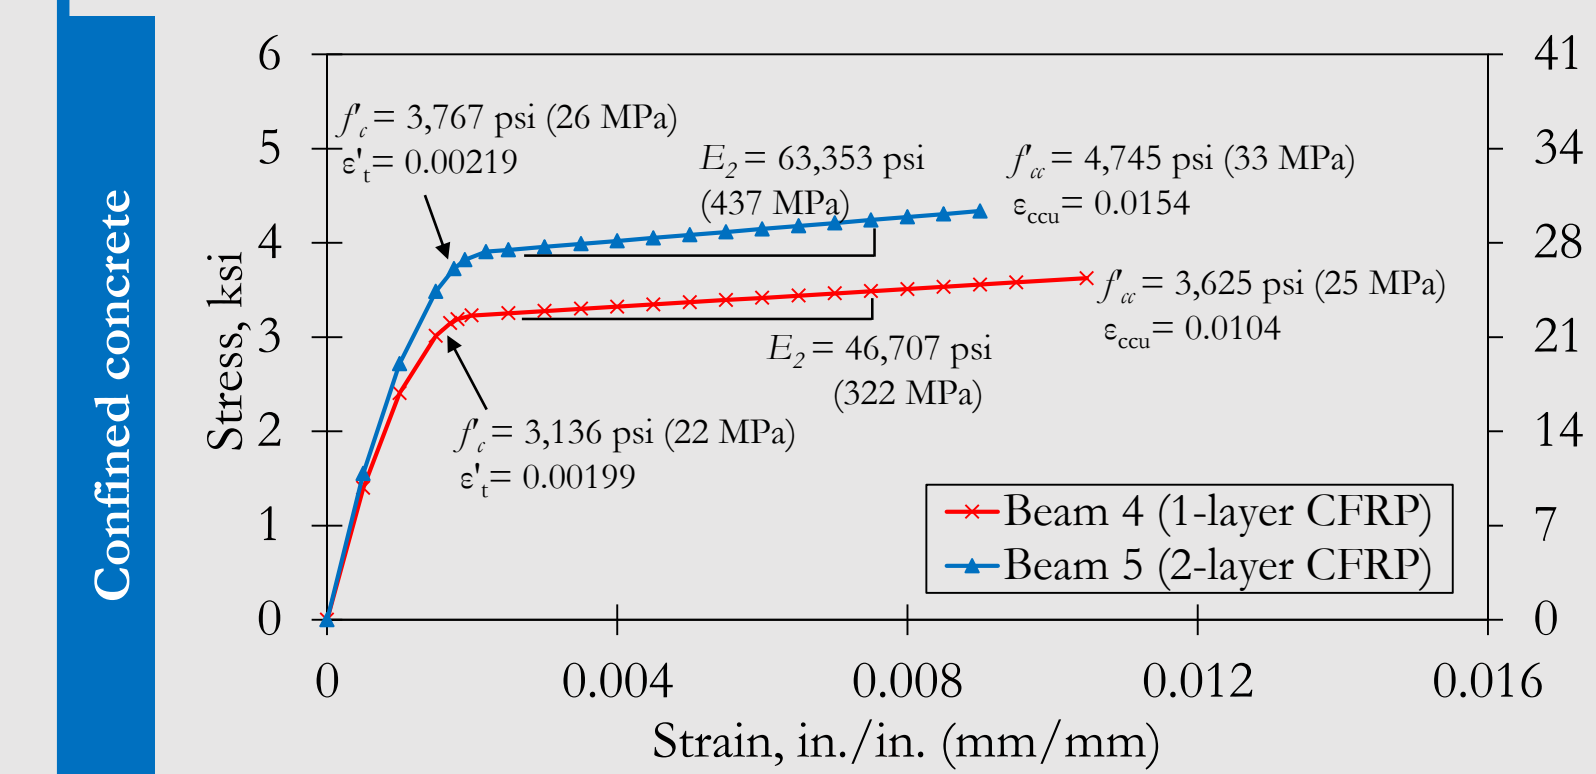 Confined concrete
Stress, ksi
6
5
4
3
2
1
0
f'c = 3,767 psi (26 MPa)
ε't = 0.00219
E2 = 63,353 psi
(437 MPa)
f'cc = 4,745 psi (33 MPa)
εccu = 0.0154
f'cc = 3,625 psi (25 MPa)
εccu = 0.0104
E2 = 46,707 psi
(322 MPa)
f'c = 3,136 psi (22 MPa)
ε't = 0.00199
Beam 4 (1-layer CFRP)
Beam 5 (2-layer CFRP)
41
34
28
21
14
7
0
0 0.004 0.008 0.012 0.016
Strain, in./in. (mm/mm)